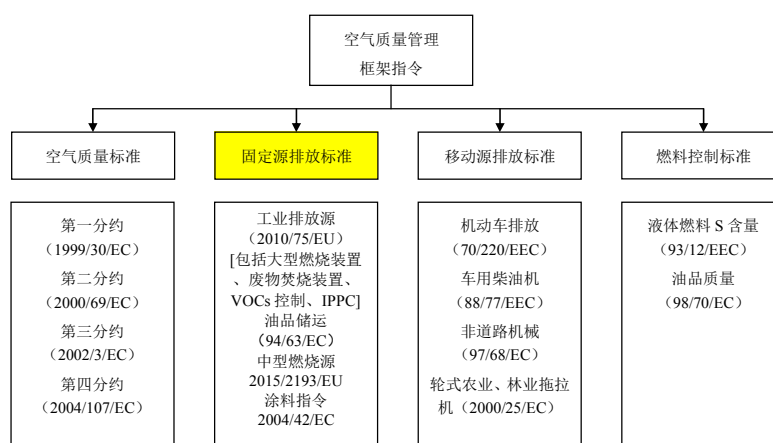 空气质量管理
框架指令
空气质量标准
固定源排放标准
移动源排放标准
燃料控制标准
第一分约
（1999/30/EC）
第二分约
（2000/69/EC）
第三分约
（2002/3/EC）
第四分约
（2004/107/EC）
工业排放源
（2010/75/EU）
[包括大型燃烧装置
、废物焚烧装置、
VOCs 控制、IPPC]
油品储运
（94/63/EC）
中型燃烧源
2015/2193/EU
涂料指令
2004/42/EC
机动车排放
（70/220/EEC）
车用柴油机
（88/77/EEC）
非道路机械
（97/68/EC）
轮式农业、林业拖拉
机（2000/25/EC）
液体燃料 S 含量
（93/12/EEC）
油品质量
（98/70/EC）